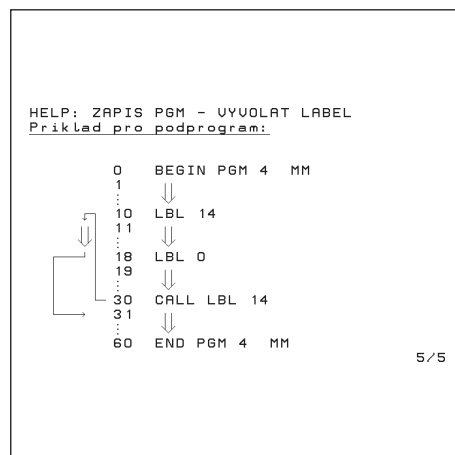 HELP: ZAPIS PGM - VYVOLAT LABEL
Priklad pro podprogram:
0 BEGIN PGM 4 MM
1
10 LBL 14
11
18 LBL 0
19
30 CALL LBL 14
31
60 END PGM 4 MM
5/5